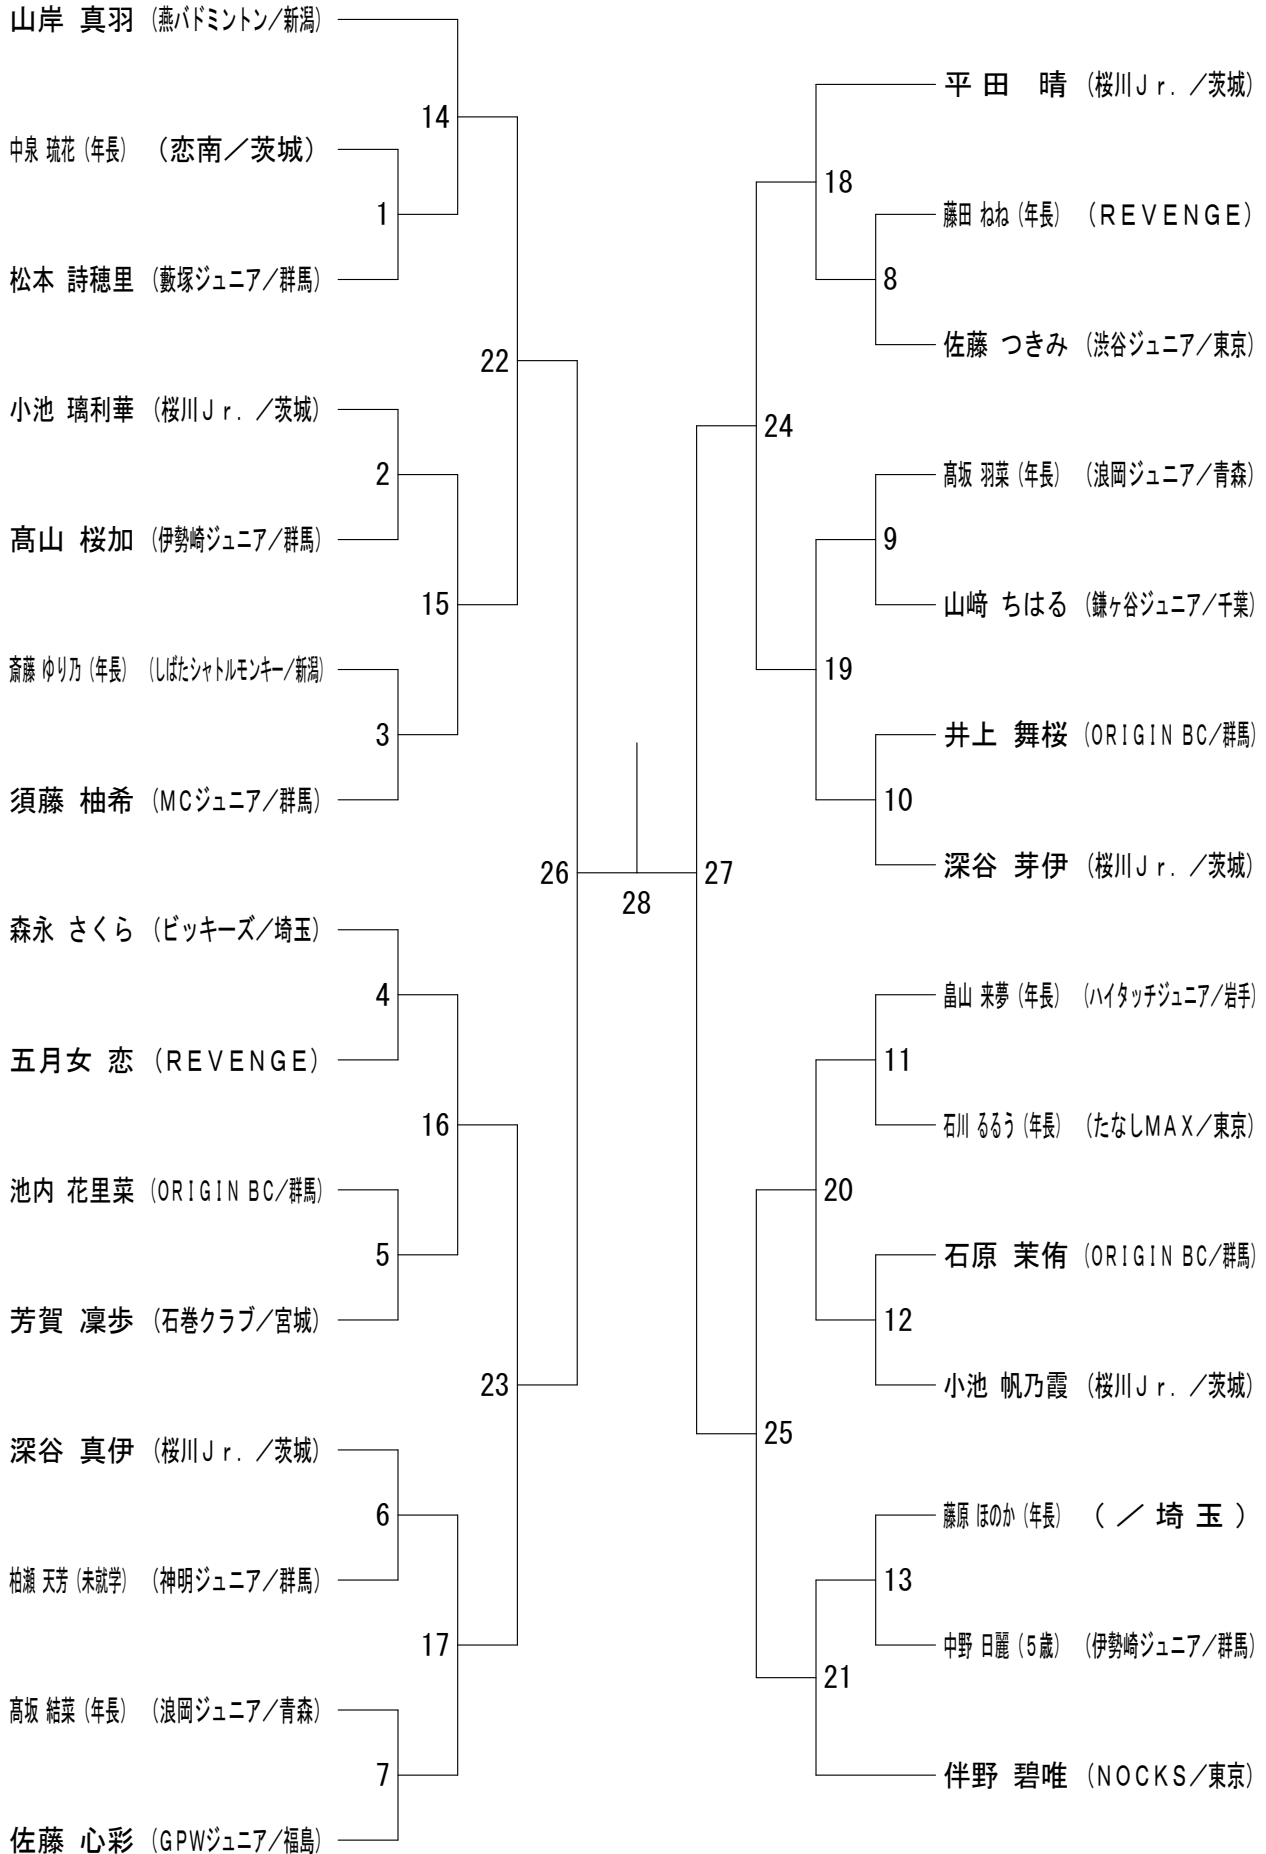 山岸 真羽 (燕バドミントン／新潟)
14
中泉 琉花 (年長) (恋南／茨城)
1
松本 詩穂里 (藪塚ジュニア／群馬)
22
小池 璃利華 (桜川Ｊｒ．／茨城)
2
髙山 桜加 (伊勢崎ジュニア／群馬)
15
斎藤 ゆり乃 (年長) (しばたシャトルモンキー／新潟)
3
須藤 柚希 (MCジュニア／群馬)
26
森永 さくら (ビッキーズ／埼玉)
4
五月女 恋 (ＲＥＶＥＮＧＥ)
16
池内 花里菜 (ORIGIN BC／群馬)
5
芳賀 凜歩 (石巻クラブ／宮城)
23
深谷 真伊 (桜川Ｊｒ．／茨城)
6
柏瀬 天芳 (未就学) (神明ジュニア／群馬)
17
髙坂 結菜 (年長) (浪岡ジュニア／青森)
7
佐藤 心彩 (GPWジュニア／福島)
28
平田 晴 (桜川Ｊｒ．／茨城)
18
藤田 ねね (年長) (ＲＥＶＥＮＧＥ)
8
佐藤 つきみ (渋谷ジュニア／東京)
24
髙坂 羽菜 (年長) (浪岡ジュニア／青森)
9
山﨑 ちはる (鎌ヶ谷ジュニア／千葉)
19
井上 舞桜 (ORIGIN BC／群馬)
10
深谷 芽伊 (桜川Ｊｒ．／茨城)
27
畠山 来夢 (年長) (ハイタッチジュニア／岩手)
11
石川 るるう (年長) (たなしＭＡＸ／東京)
20
石原 茉侑 (ORIGIN BC／群馬)
12
小池 帆乃霞 (桜川Ｊｒ．／茨城)
25
藤原 ほのか (年長) (／埼玉)
13
中野 日麗 (５歳) (伊勢崎ジュニア／群馬)
21
伴野 碧唯 (ＮＯＣＫＳ／東京)